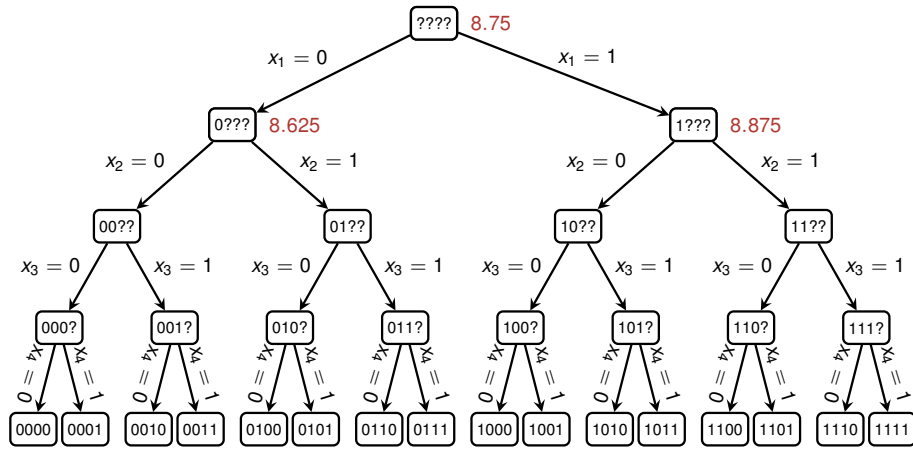 ???? 8.75
x₁ = 0 x₁ = 1
0??? 8.625 1??? 8.875
x₂ = 0 x₂ = 1 x₂ = 0 x₂ = 1
00?? 01?? 10?? 11??
x₃ = 0 x₃ = 1 x₃ = 0 x₃ = 1 x₃ = 0 x₃ = 1 x₃ = 0 x₃ = 1
000? 001? 010? 011? 100? 101? 110? 111?
x₄ = 0 x₄ = 1 x₄ = 0 x₄ = 1 x₄ = 0 x₄ = 1 x₄ = 0 x₄ = 1 x₄ = 0 x₄ = 1 x₄ = 0 x₄ = 1 x₄ = 0 x₄ = 1 x₄ = 0 x₄ = 1
0000 0001 0010 0011 0100 0101 0110 0111 1000 1001 1010 1011 1100 1101 1110 1111